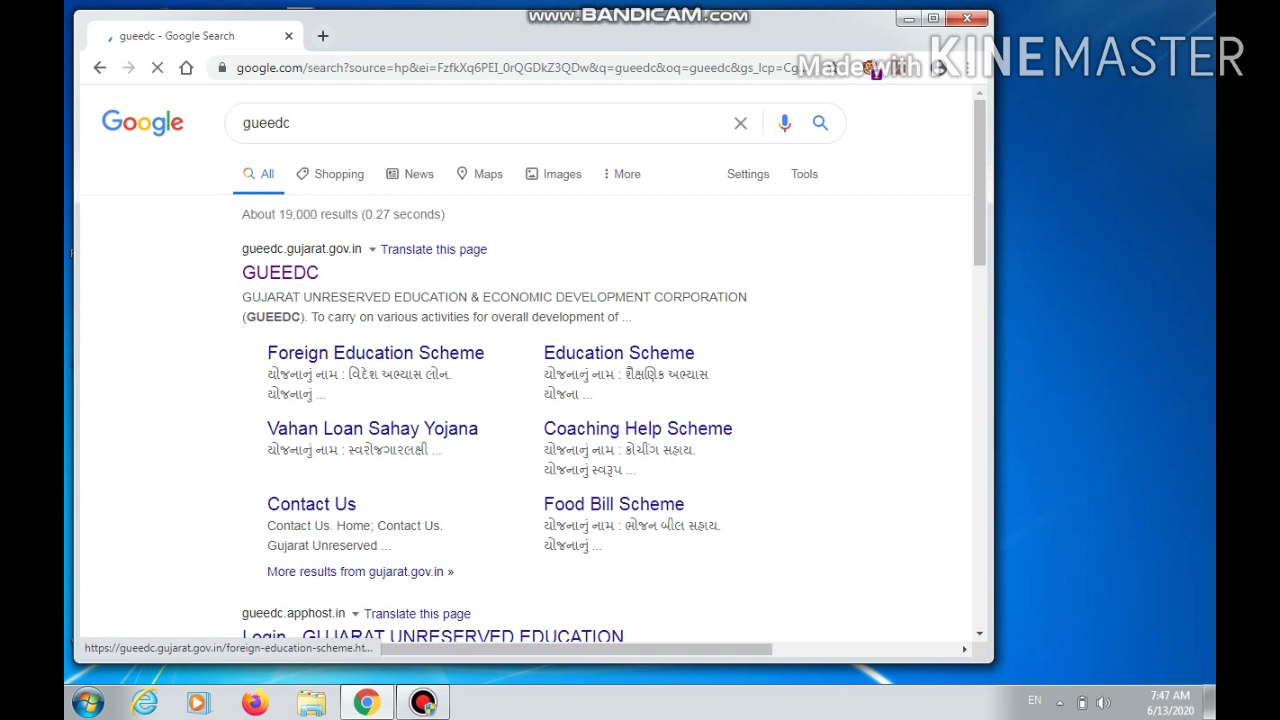 www.BANDICAM.com
gueedc - Google Search
google.com/search?source=hp&ei=FzfkXq6PEI_
Made with KINEMASTER
Google
gueedc
All Shopping News Maps Images More Settings Tools
About 19,000 results (0.27 seconds)
gueedc.gujarat.gov.in Translate this page
GUEEDC
GUJARAT UNRESERVED EDUCATION & ECONOMIC DEVELOPMENT CORPORATION
(GUEEDC). To carry on various activities for overall development of ...
Foreign Education Scheme
યોજનાનું નામ : વિદેશ અભ્યાસ લોન.
યોજનાનું ...
Education Scheme
યોજનાનું નામ : શૈક્ષણિક અભ્યાસ
યોજના ...
Vahan Loan Sahay Yojana
યોજનાનું નામ : સ્વરોજગારલક્ષી ...
Coaching Help Scheme
યોજનાનું નામ : કોચીંગ સહાય.
યોજનાનું સ્વરૂપ ...
Contact Us
Contact Us. Home; Contact Us.
Gujarat Unreserved ...
Food Bill Scheme
યોજનાનું નામ : ભોજન બીલ સહાય.
યોજનાનું ...
More results from gujarat.gov.in »
gueedc.apphost.in Translate this page
Login - GUJARAT UNRESERVED EDUCATION
https://gueedc.gujarat.gov.in/foreign-education-scheme.ht...
EN
7:47 AM
6/13/2020